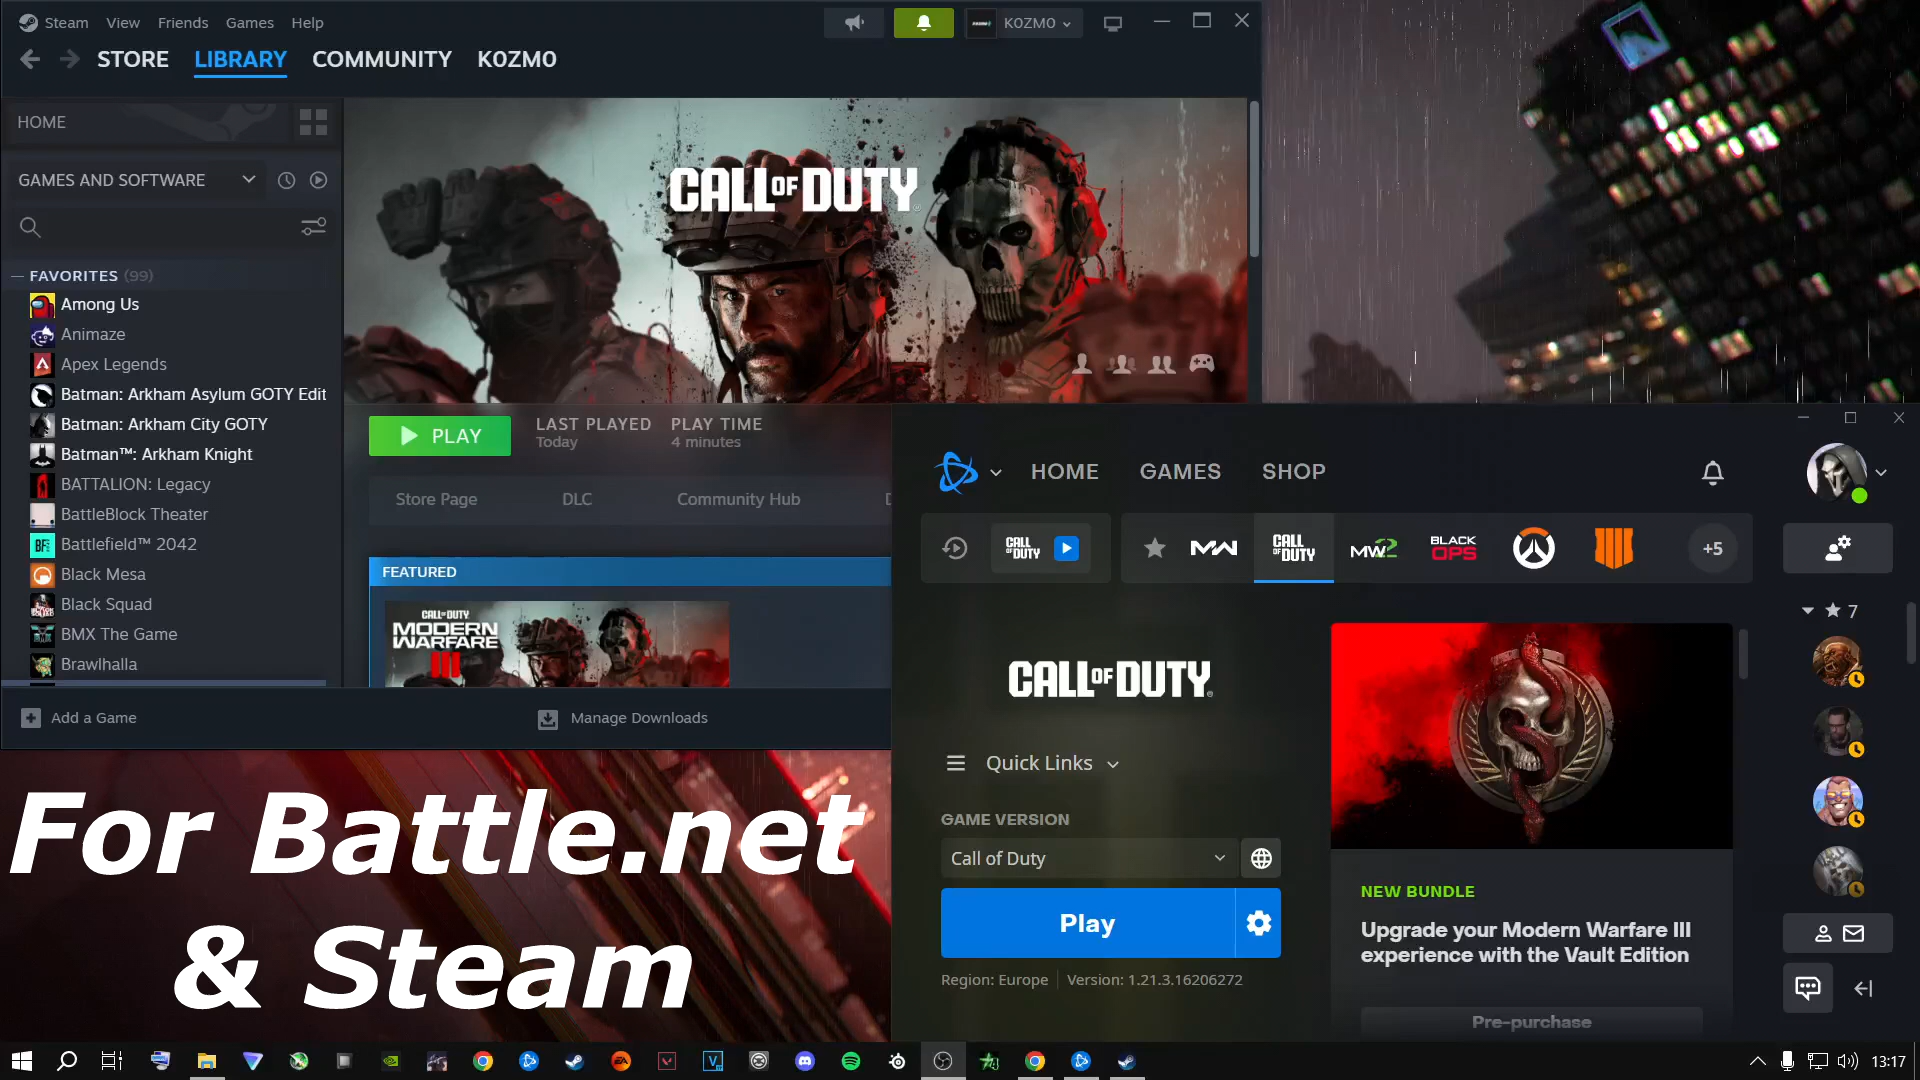 Steam View Friends Games Help
K0ZM0
STORE LIBRARY COMMUNITY K0ZM0
HOME
GAMES AND SOFTWARE
FAVORITES (99)
Among Us
Animaze
Apex Legends
Batman: Arkham Asylum GOTY Edit
Batman: Arkham City GOTY
Batman™: Arkham Knight
BATTALION: Legacy
BattleBlock Theater
Battlefield™ 2042
Black Mesa
Black Squad
BMX The Game
Brawlhalla
Add a Game
Manage Downloads
CALL OF DUTY
PLAY
LAST PLAYED
Today
PLAY TIME
4 minutes
Store Page DLC Community Hub D
FEATURED
CALL OF DUTY
MODERN
WARFARE
III
HOME GAMES SHOP
CALL OF DUTY
MW
CALL OF DUTY
MW2
BLACK OPS
+5
7
CALL OF DUTY
Quick Links
GAME VERSION
Call of Duty
Play
Region: Europe Version: 1.21.3.16206272
NEW BUNDLE
Upgrade your Modern Warfare III
experience with the Vault Edition
Pre-purchase
For Battle.net
& Steam
13:17